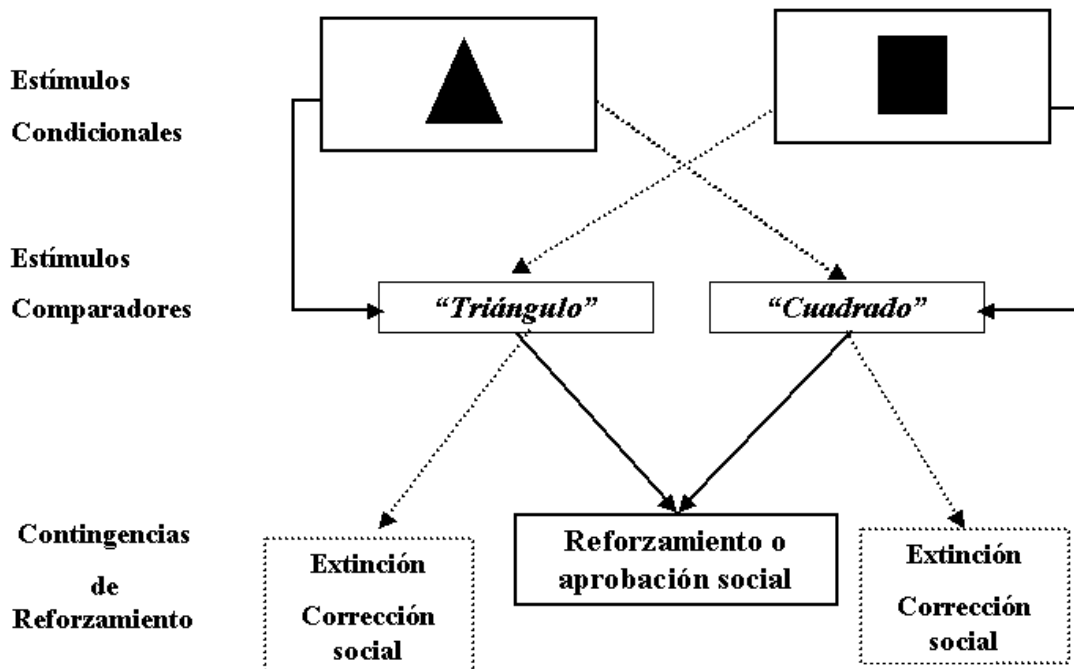 Estímulos
Condicionales
Estímulos
Comparadores
“Triángulo”
“Cuadrado”
Contingencias
de
Reforzamiento
Extinción
Corrección
social
Reforzamiento o
aprobación social
Extinción
Corrección
social